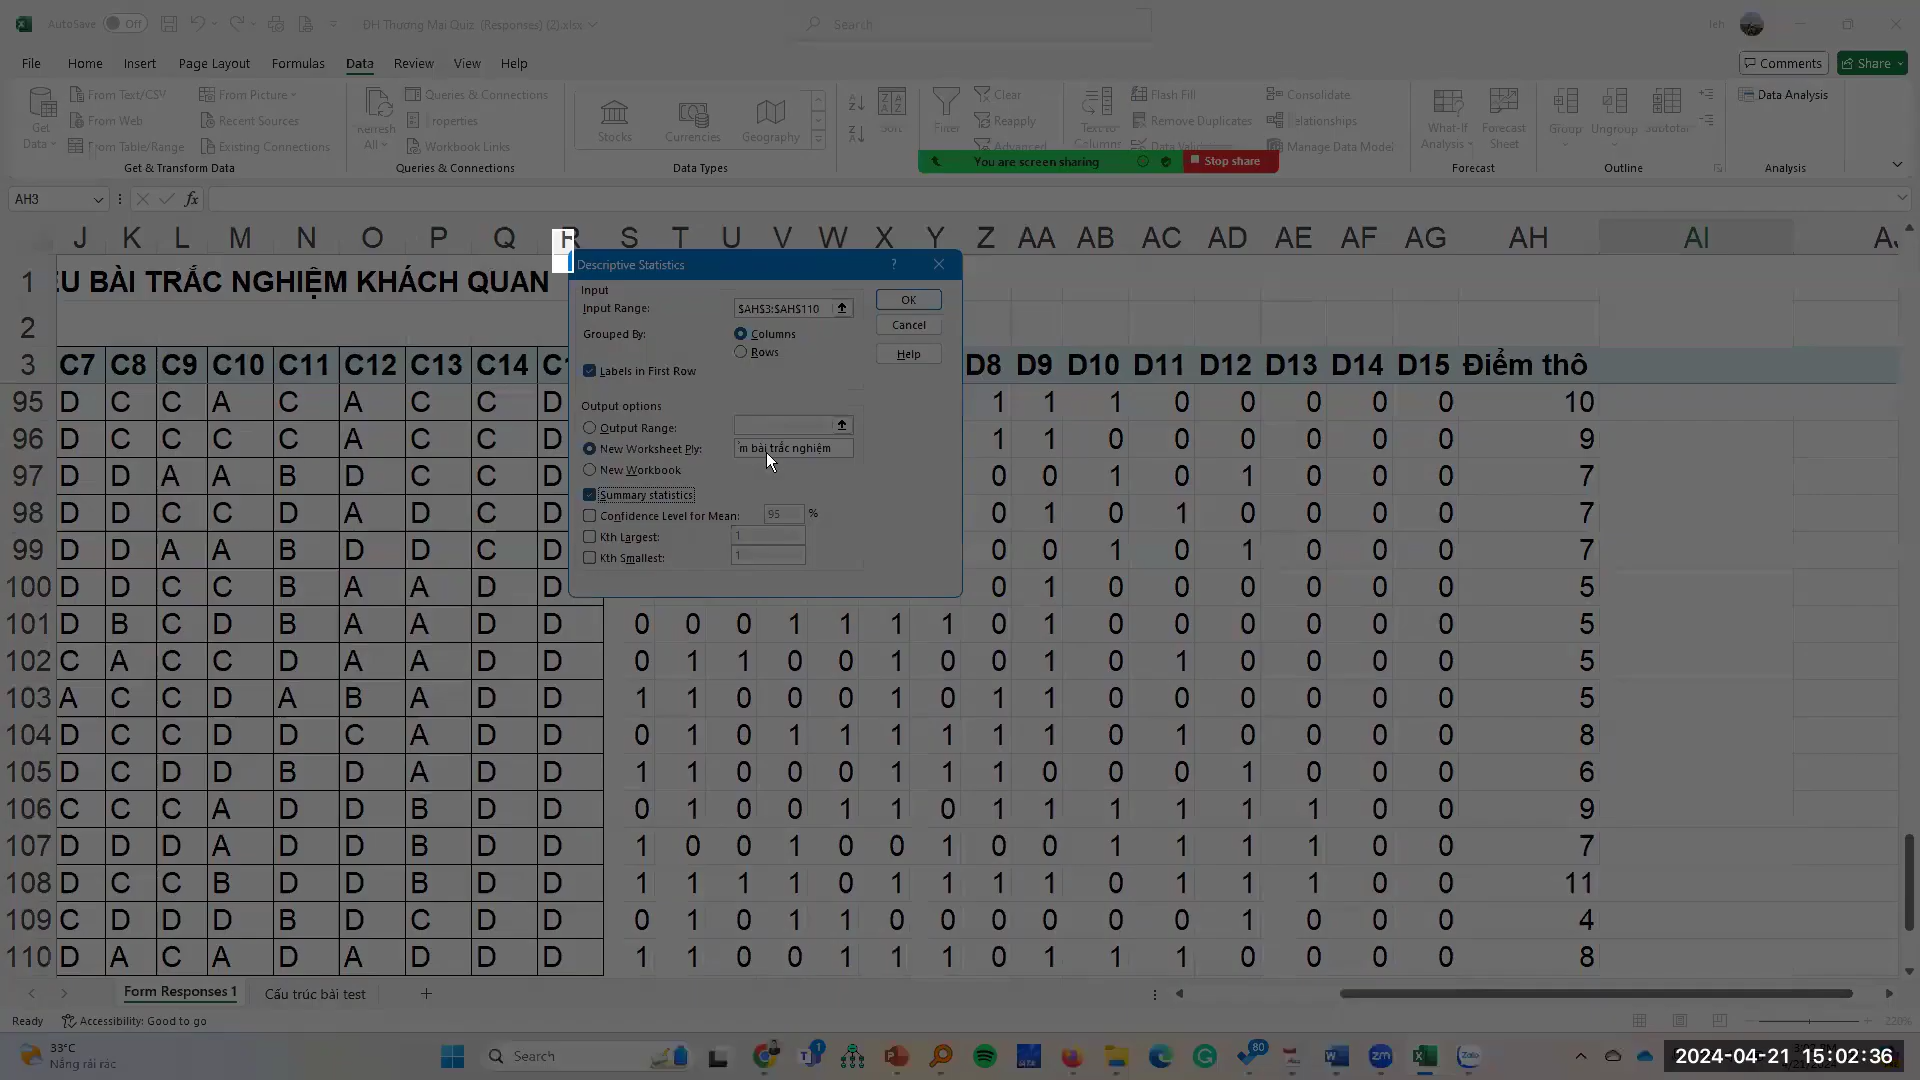 AutoSave Off ĐH Thương Mại Quiz (Responses) (2).xlsx Search leh
File Home Insert Page Layout Formulas Data Review View Help Comments Share
From Text/CSV From Picture Queries & Connections Clear Flash Fill Consolidate Data Analysis
Get Data From Web Recent Sources Refresh All Properties Stocks Currencies Geography Sort Filter Reapply Text to Columns Remove Duplicates Relationships What-If Analysis Forecast Sheet Group Ungroup Subtotal
From Table/Range Existing Connections Workbook Links Advanced Manage Data Model
You are screen sharing Stop share
Get & Transform Data Queries & Connections Data Types Forecast Outline Analysis
AH3 fx
J K L M N O P Q R S T U V W X Y Z AA AB AC AD AE AF AG AH AI
1 BÀI TRẮC NGHIỆM KHÁCH QUAN
2
3 C7 C8 C9 C10 C11 C12 C13 C14 D8 D9 D10 D11 D12 D13 D14 D15 Điểm thô
Descriptive Statistics ?
Input
Input Range: $AH$3:$AH$110 OK
Grouped By: Columns Cancel
Rows Help
Labels in First Row
Output options
Output Range:
New Worksheet Ply: m bài trắc nghiệm
New Workbook
Summary statistics
Confidence Level for Mean: 95 %
Kth Largest: 1
Kth Smallest: 1
95 D C C A C A C C D 1 1 1 0 0 0 0 0 10
96 D C C D D D C C D 1 1 0 0 0 0 0 0 9
97 D D A A B D C C D 0 0 1 0 1 0 0 0 7
98 D C C C D A D C D 0 1 0 1 0 0 0 0 7
99 D D A A B D D C D 0 0 1 0 1 0 0 0 7
100 D D C C B A A D D 0 1 0 0 0 0 0 0 5
101 D B C D B A A D D 0 0 0 1 1 1 1 0 1 0 0 0 0 0 0 5
102 C A C C D A A D D 0 1 1 0 0 1 0 0 1 0 1 0 0 0 0 5
103 A C C D A B A D D 1 1 0 0 0 1 0 1 1 0 0 0 0 0 0 5
104 D C C D D C A D D 0 1 0 1 1 1 1 1 1 0 1 0 0 0 0 8
105 D C D D B D A D D 1 1 0 0 0 1 1 1 0 0 0 1 0 0 0 6
106 C C C A D D B D D 0 1 0 0 1 1 0 1 1 1 1 1 1 0 0 9
107 D D D A D D B D D 1 0 0 1 0 0 1 0 0 1 1 1 1 0 0 7
108 D C C B D D B D D 1 1 1 1 0 1 1 1 1 0 1 1 1 0 0 11
109 C D D D B D C D D 0 1 0 1 1 0 0 0 0 0 0 1 0 0 0 4
110 D A C A D A D D D 1 1 0 0 1 1 1 0 1 1 1 0 0 0 0 8
Form Responses 1 Cấu trúc bài test +
Ready Accessibility: Good to go 220%
33°C
Nắng rải rác
Search 1 80
2024-04-21 15:02:36